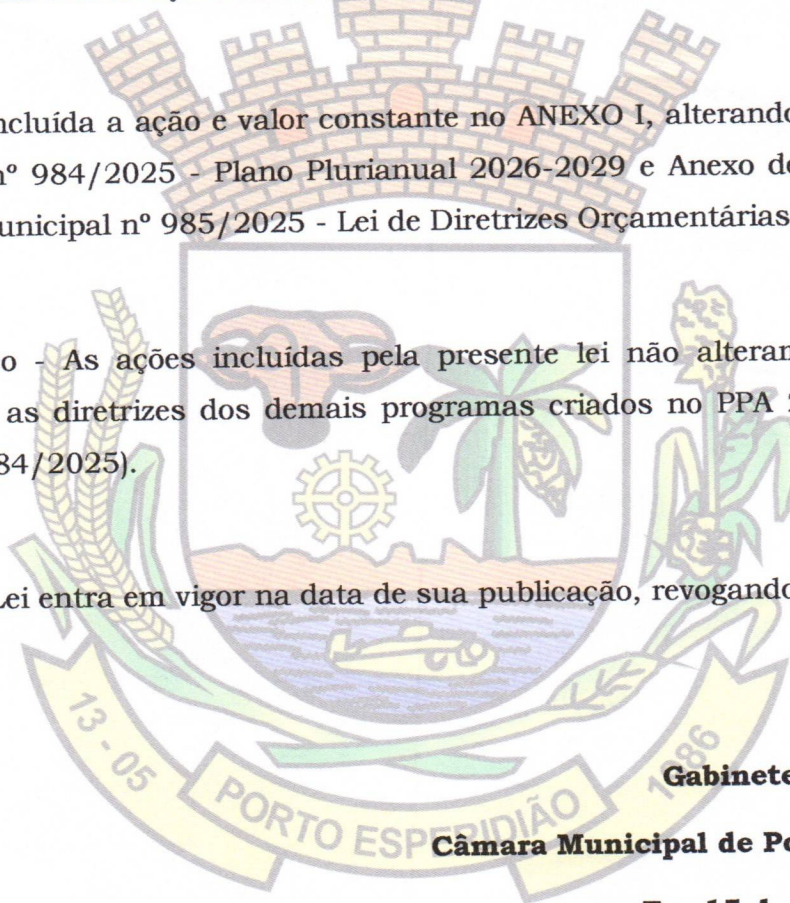 ncluída a ação e valor constante no ANEXO I, alterando
nº 984/2025 - Plano Plurianual 2026-2029 e Anexo de
unicipal nº 985/2025 - Lei de Diretrizes Orçamentárias
o - As ações incluídas pela presente lei não alteram
as diretrizes dos demais programas criados no PPA
84/2025).
Lei entra em vigor na data de sua publicação, revogando
13 - 05
1986
PORTO ESPERIDIÃO
Gabinete
Câmara Municipal de Po